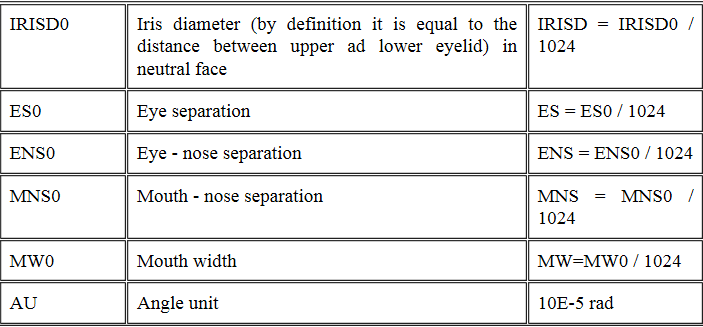 IRISD0 Iris diameter (by definition it is equal to the IRISD = IRISD0 /
distance between upper ad lower eyelid) in 1024
neutral face
ES0 Eye separation ES = ES0 / 1024
ENS0 Eye - nose separation ENS = ENS0 / 1024
MNS0 Mouth - nose separation MNS = MNS0 /
1024
MW0 Mouth width MW=MW0 / 1024
AU Angle unit 10E-5 rad